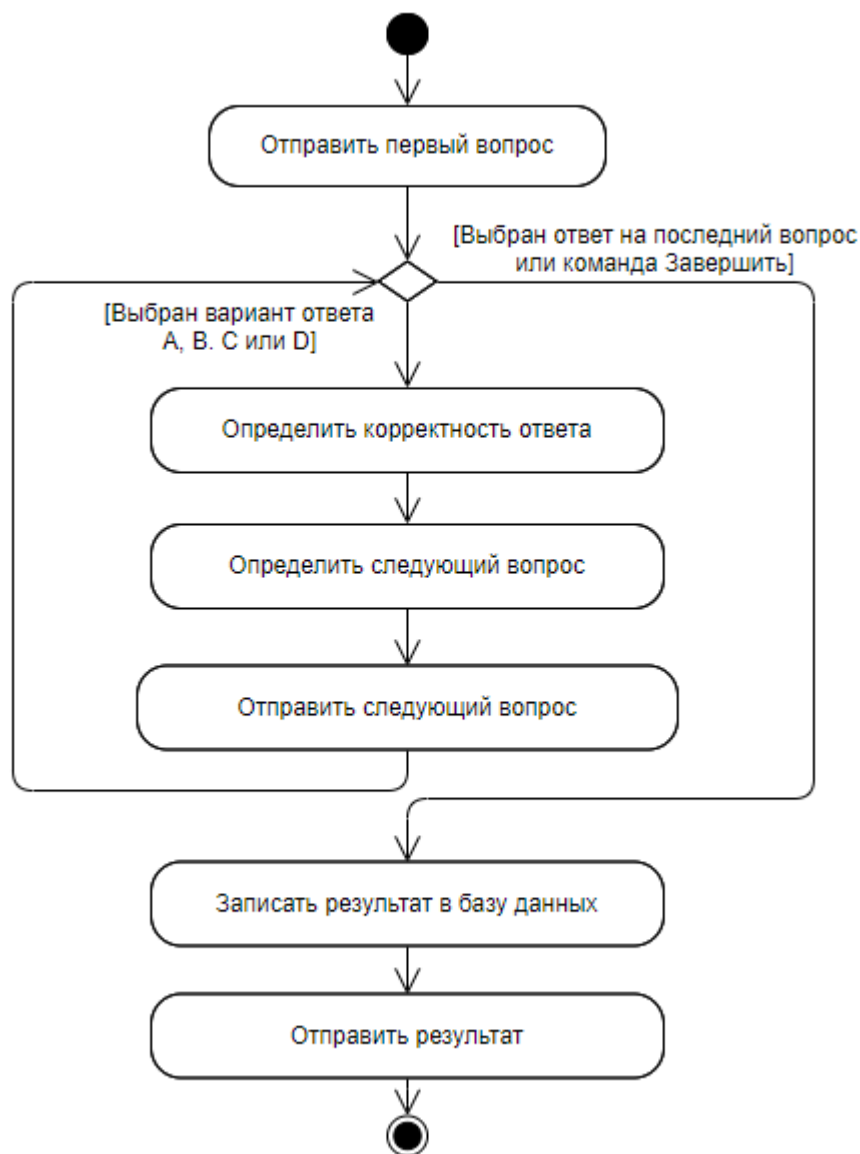 Отправить первый вопрос
[Выбран ответ на последний вопрос
или команда Завершить]
[Выбран вариант ответа
A, B. C или D]
Определить корректность ответа
Определить следующий вопрос
Отправить следующий вопрос
Записать результат в базу данных
Отправить результат